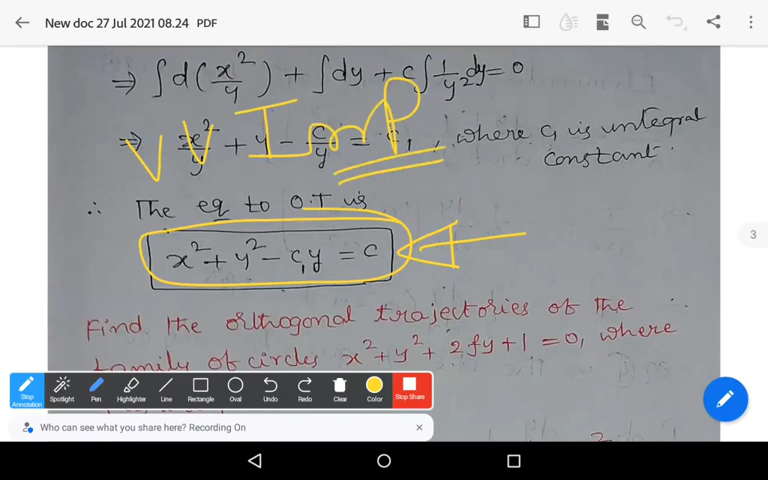 New doc 27 Jul 2021 08.24 PDF
⇒ ∫d(x²/y) + ∫dy + c∫1/y² dy = 0
V V Imp
⇒ x²/y + y - c/y = c₁, where c₁ is untegral
constant.
∴ The eq to O.T is
x² + y² - c₁y = c
3
Find the orthogonal trajectories of the
family of circles x² + y² + 2fy + 1 = 0, where
Stop Annotation Spotlight Pen Highlighter Line Rectangle Oval Undo Redo Clear Color Stop Share
Who can see what you share here? Recording On